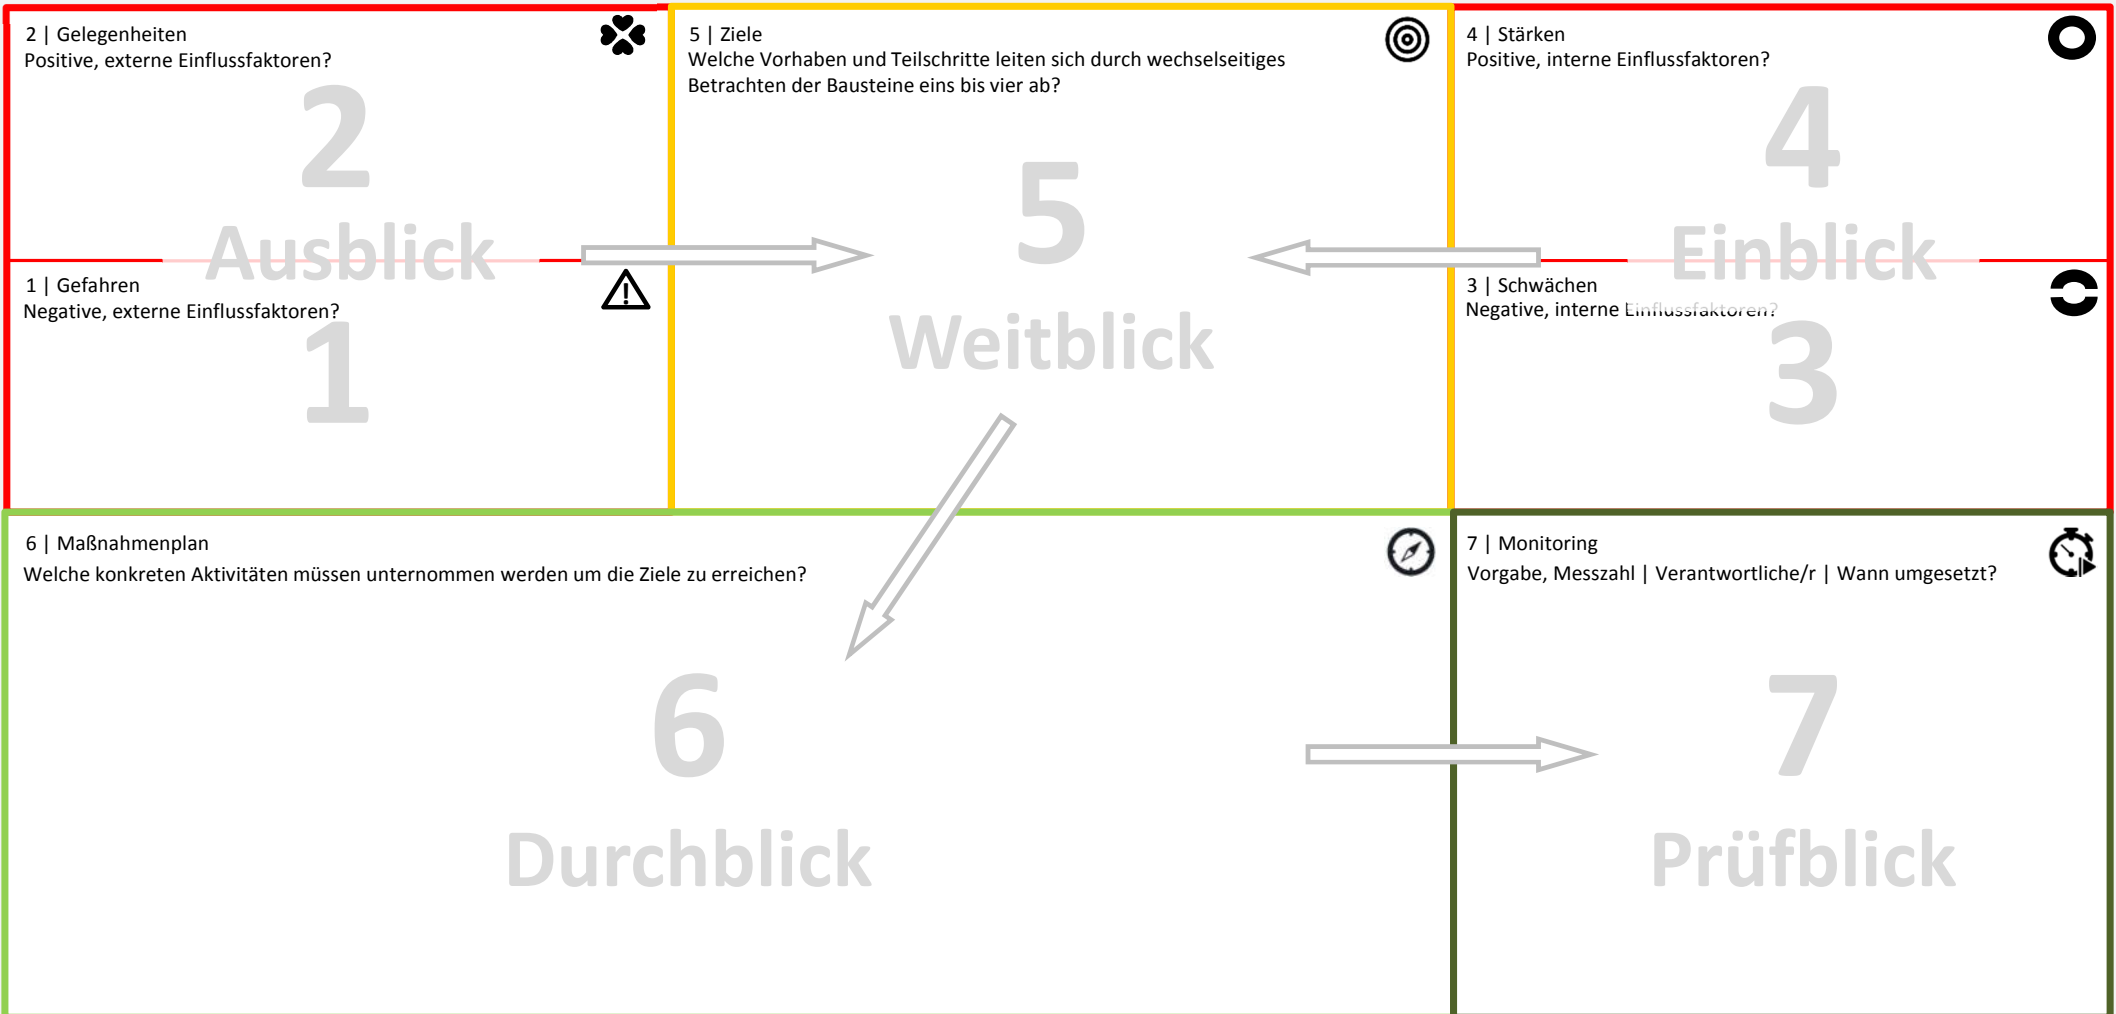 2 | Gelegenheiten
Positive, externe Einflussfaktoren?
2
Ausblick
1 | Gefahren
Negative, externe Einflussfaktoren?
1
5 | Ziele
Welche Vorhaben und Teilschritte leiten sich durch wechselseitiges
Betrachten der Bausteine eins bis vier ab?
5
Weitblick
4 | Stärken
Positive, interne Einflussfaktoren?
4
Einblick
3 | Schwächen
Negative, interne Einflussfaktoren?
3
6 | Maßnahmenplan
Welche konkreten Aktivitäten müssen unternommen werden um die Ziele zu erreichen?
6
Durchblick
7 | Monitoring
Vorgabe, Messzahl | Verantwortliche/r | Wann umgesetzt?
7
Prüfblick